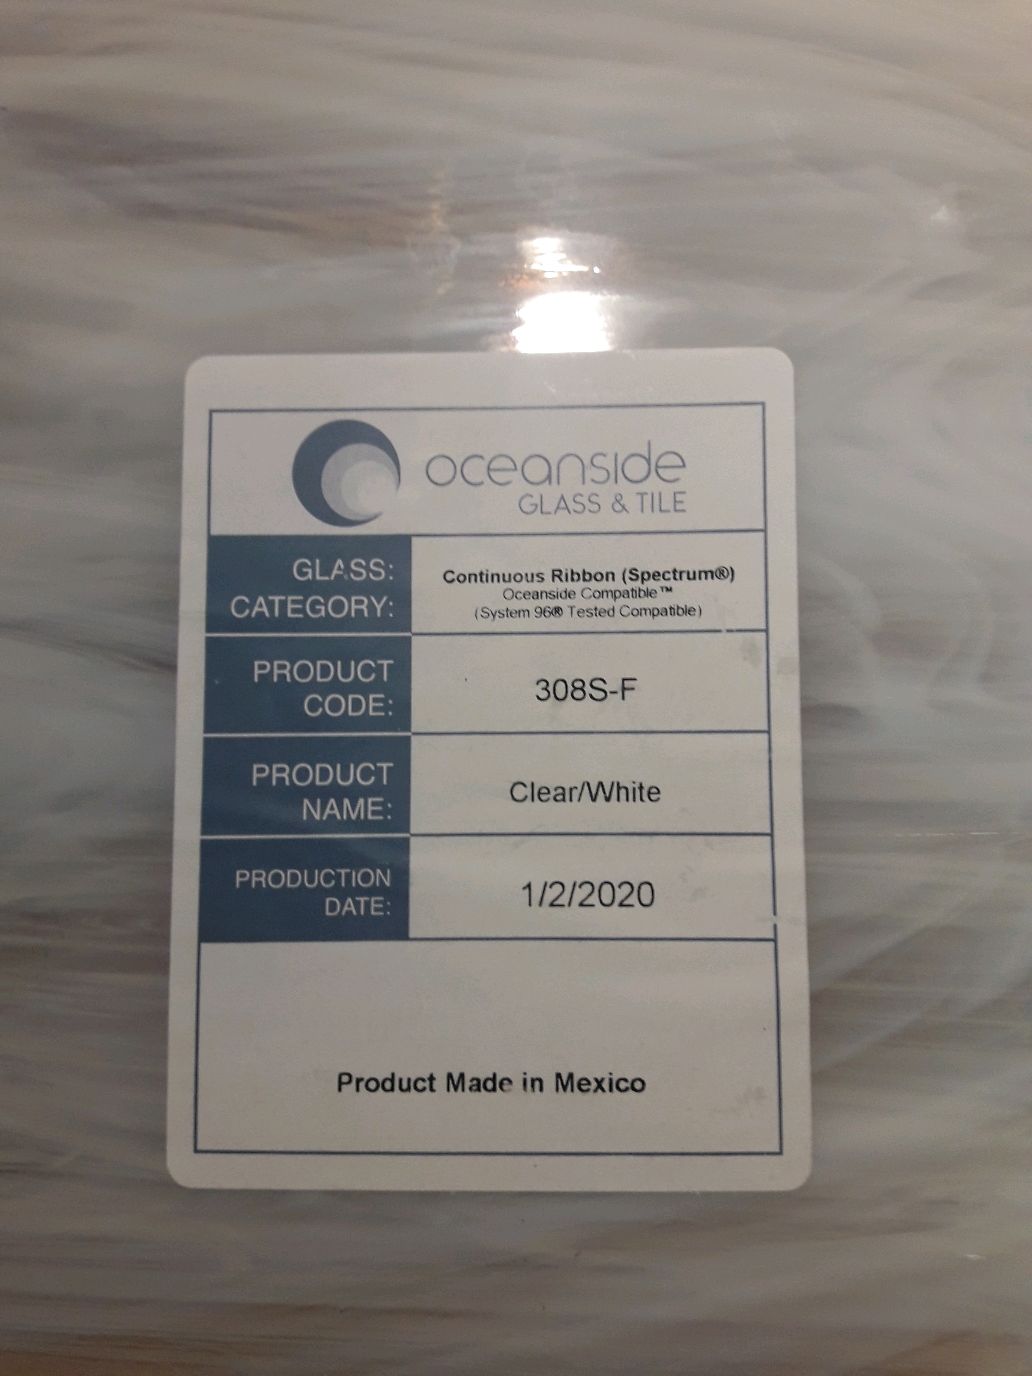 oceanside
GLASS & TILE
GLASS:
CATEGORY:
Continuous Ribbon (Spectrum®)
Oceanside Compatible™
(System 96® Tested Compatible)
PRODUCT
CODE:
308S-F
PRODUCT
NAME:
Clear/White
PRODUCTION
DATE:
1/2/2020
Product Made in Mexico